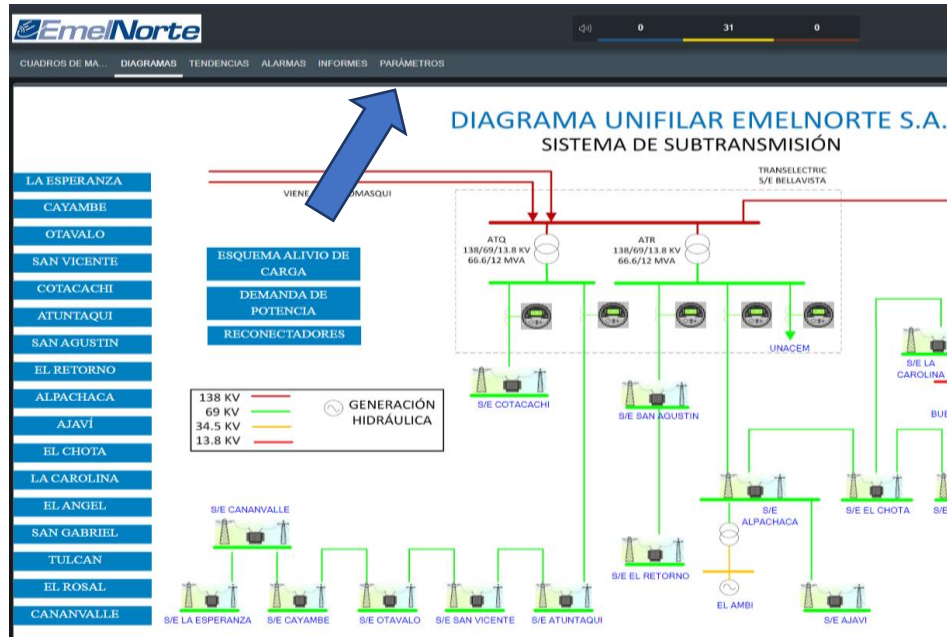 EmelNorte
0 31 0
CUADROS DE MA... DIAGRAMAS TENDENCIAS ALARMAS INFORMES PARÁMETROS
DIAGRAMA UNIFILAR EMELNORTE S.A.
SISTEMA DE SUBTRANSMISIÓN
LA ESPERANZA
CAYAMBE
OTAVALO
SAN VICENTE
COTACACHI
ATUNTAQUI
SAN AGUSTIN
EL RETORNO
ALPACHACA
AJAVÍ
EL CHOTA
LA CAROLINA
EL ANGEL
SAN GABRIEL
TULCAN
EL ROSAL
CANANVALLE
VIENE OMASQUI
TRANSELECTRIC
S/E BELLAVISTA
ESQUEMA ALIVIO DE
CARGA
DEMANDA DE
POTENCIA
RECONECTADORES
ATQ
138/69/13.8 KV
66.6/12 MVA
ATR
138/69/13.8 KV
66.6/12 MVA
UNACEM
138 KV
69 KV
34.5 KV
13.8 KV
GENERACIÓN
HIDRÁULICA
S/E COTACACHI
S/E SAN AGUSTIN
S/E LA
CAROLINA
S/E CANANVALLE
S/E EL RETORNO
S/E
ALPACHACA
S/E EL CHOTA
EL AMBI
S/E AJAVI
S/E LA ESPERANZA
S/E CAYAMBE
S/E OTAVALO
S/E SAN VICENTE
S/E ATUNTAQUI